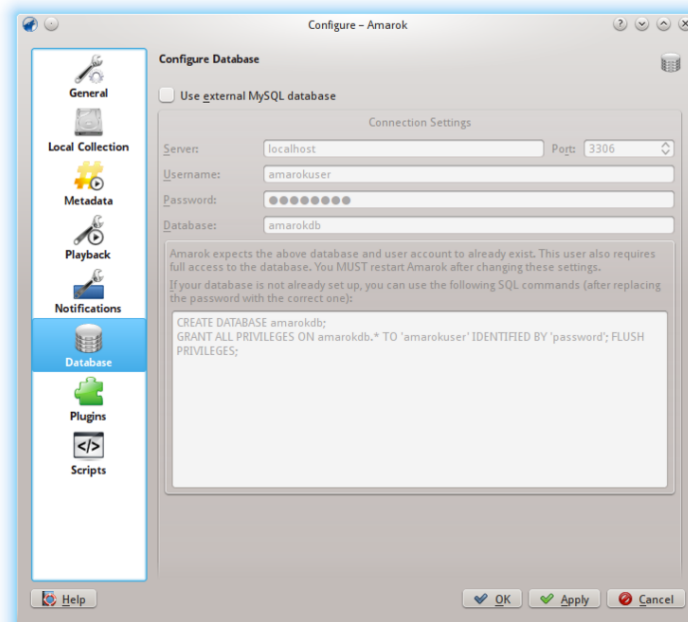 Configure – Amarok
General
Local Collection
Metadata
Playback
Notifications
Database
Plugins
Scripts
Configure Database
Use external MySQL database
Connection Settings
Server: localhost Port: 3306
Username: amarokuser
Password: ●●●●●●●●
Database: amarokdb
Amarok expects the above database and user account to already exist. This user also requires
full access to the database. You MUST restart Amarok after changing these settings.
If your database is not already set up, you can use the following SQL commands (after replacing
the password with the correct one):
CREATE DATABASE amarokdb;
GRANT ALL PRIVILEGES ON amarokdb.* TO 'amarokuser' IDENTIFIED BY 'password'; FLUSH
PRIVILEGES;
Help OK Apply Cancel